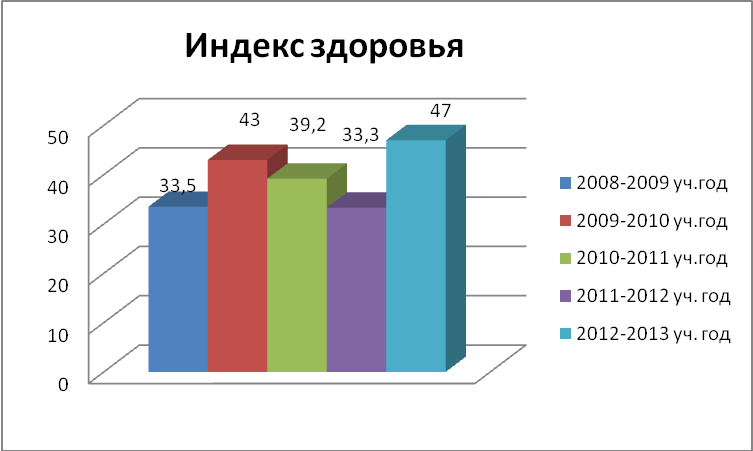 Индекс здоровья
50
40
30
20
10
0
33,5
43
39,2
33,3
47
2008-2009 уч.год
2009-2010 уч.год
2010-2011 уч.год
2011-2012 уч.год
2012-2013 уч.год